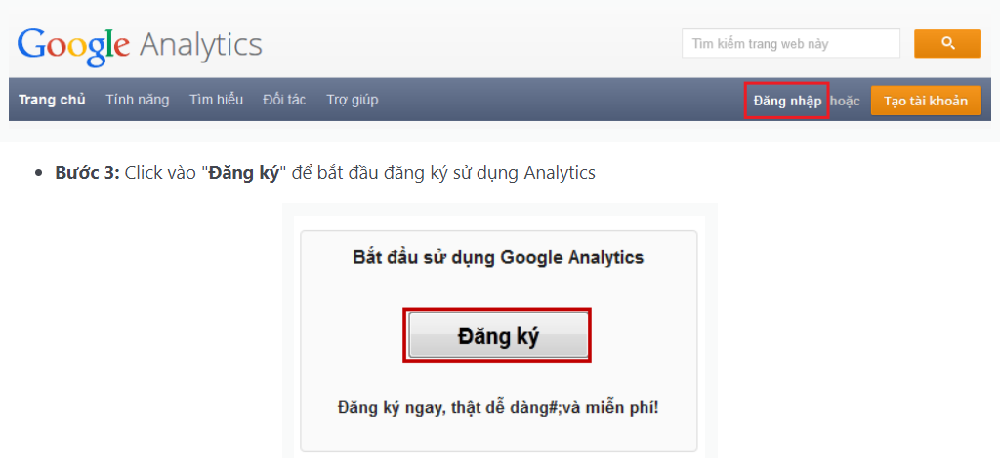 Google Analytics
Tìm kiếm trang web này
Trang chủ Tính năng Tìm hiểu Đối tác Trợ giúp Đăng nhập hoặc Tạo tài khoản
• Bước 3: Click vào "Đăng ký" để bắt đầu đăng ký sử dụng Analytics
Bắt đầu sử dụng Google Analytics
Đăng ký
Đăng ký ngay, thật dễ dàng#;và miễn phí!